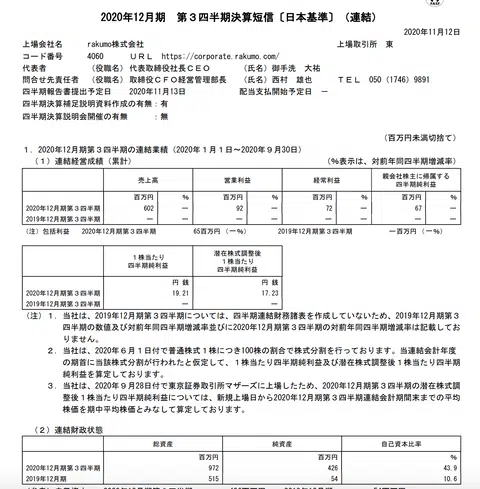 2020年12月期 第3四半期決算短信〔日本基準〕（連結）
2020年11月12日
上場会社名 rakumo株式会社 上場取引所 東
コード番号 4060 ＵＲＬ https://corporate.rakumo.com/
代表者 （役職名）代表取締役社長ＣＥＯ （氏名）御手洗 大祐
問合せ先責任者 （役職名）取締役ＣＦＯ経営管理部長 （氏名）西村 雄也 ＴＥＬ 050（1746）9891
四半期報告書提出予定日 2020年11月13日 配当支払開始予定日 －
四半期決算補足説明資料作成の有無：有
四半期決算説明会開催の有無 ：無
（百万円未満切捨て）
１．2020年12月期第３四半期の連結業績（2020年１月１日～2020年９月30日）
（１）連結経営成績（累計） （％表示は、対前年同四半期増減率）
売上高 営業利益 経常利益 親会社株主に帰属する四半期純利益
百万円 ％ 百万円 ％ 百万円 ％ 百万円 ％
2020年12月期第３四半期 602 － 92 － 72 － 67 －
2019年12月期第３四半期 － － － － － － － －
（注）包括利益 2020年12月期第３四半期 65百万円（－％） 2019年12月期第３四半期 －百万円（－％）
１株当たり四半期純利益 潜在株式調整後１株当たり四半期純利益
円 銭 円 銭
2020年12月期第３四半期 19.21 17.23
2019年12月期第３四半期 － －
（注）１．当社は、2019年12月期第３四半期については、四半期連結財務諸表を作成していないため、2019年12月期第３
四半期の数値及び対前年同四半期増減率並びに2020年12月期第３四半期の対前年同四半期増減率は記載してお
りません。
２．当社は、2020年６月１日付で普通株式１株につき100株の割合で株式分割を行っております。当連結会計年度
の期首に当該株式分割が行われたと仮定して、１株当たり四半期純利益及び潜在株式調整後１株当たり四半期
純利益を算定しております。
３．当社は、2020年９月28日付で東京証券取引所マザーズに上場したため、2020年12月期第３四半期の潜在株式調
整後１株当たり四半期純利益については、新規上場日から2020年12月期第３四半期連結会計期間末までの平均
株価を期中平均株価とみなして算定しております。
（２）連結財政状態
総資産 純資産 自己資本比率
百万円 百万円 ％
2020年12月期第３四半期 972 426 43.9
2019年12月期 515 54 10.6